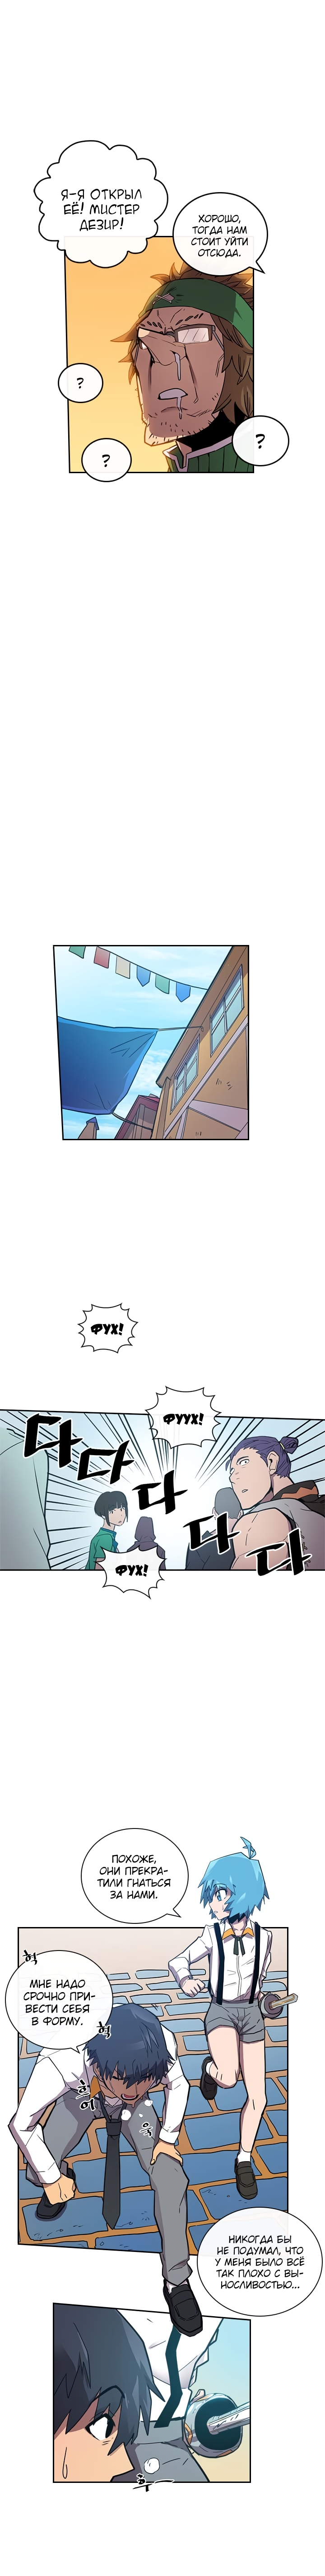 Я-Я ОТКРЫЛ
ЕЁ! МИСТЕР
ДЕЗИР!
ХОРОШО,
ТОГДА НАМ
СТОИТ УЙТИ
ОТСЮДА.
?
?
?
ФУХ!
ФУУХ!
다다다다다
ФУХ!
ПОХОЖЕ,
ОНИ ПРЕКРА-
ТИЛИ ГНАТЬСЯ
ЗА НАМИ.
헉
МНЕ НАДО
СРОЧНО ПРИ-
ВЕСТИ СЕБЯ
В ФОРМУ.
헉
НИКОГДА БЫ
НЕ ПОДУМАЛ, ЧТО
У МЕНЯ БЫЛО ВСЁ
ТАК ПЛОХО С ВЫ-
НОСЛИВОСТЬЮ...